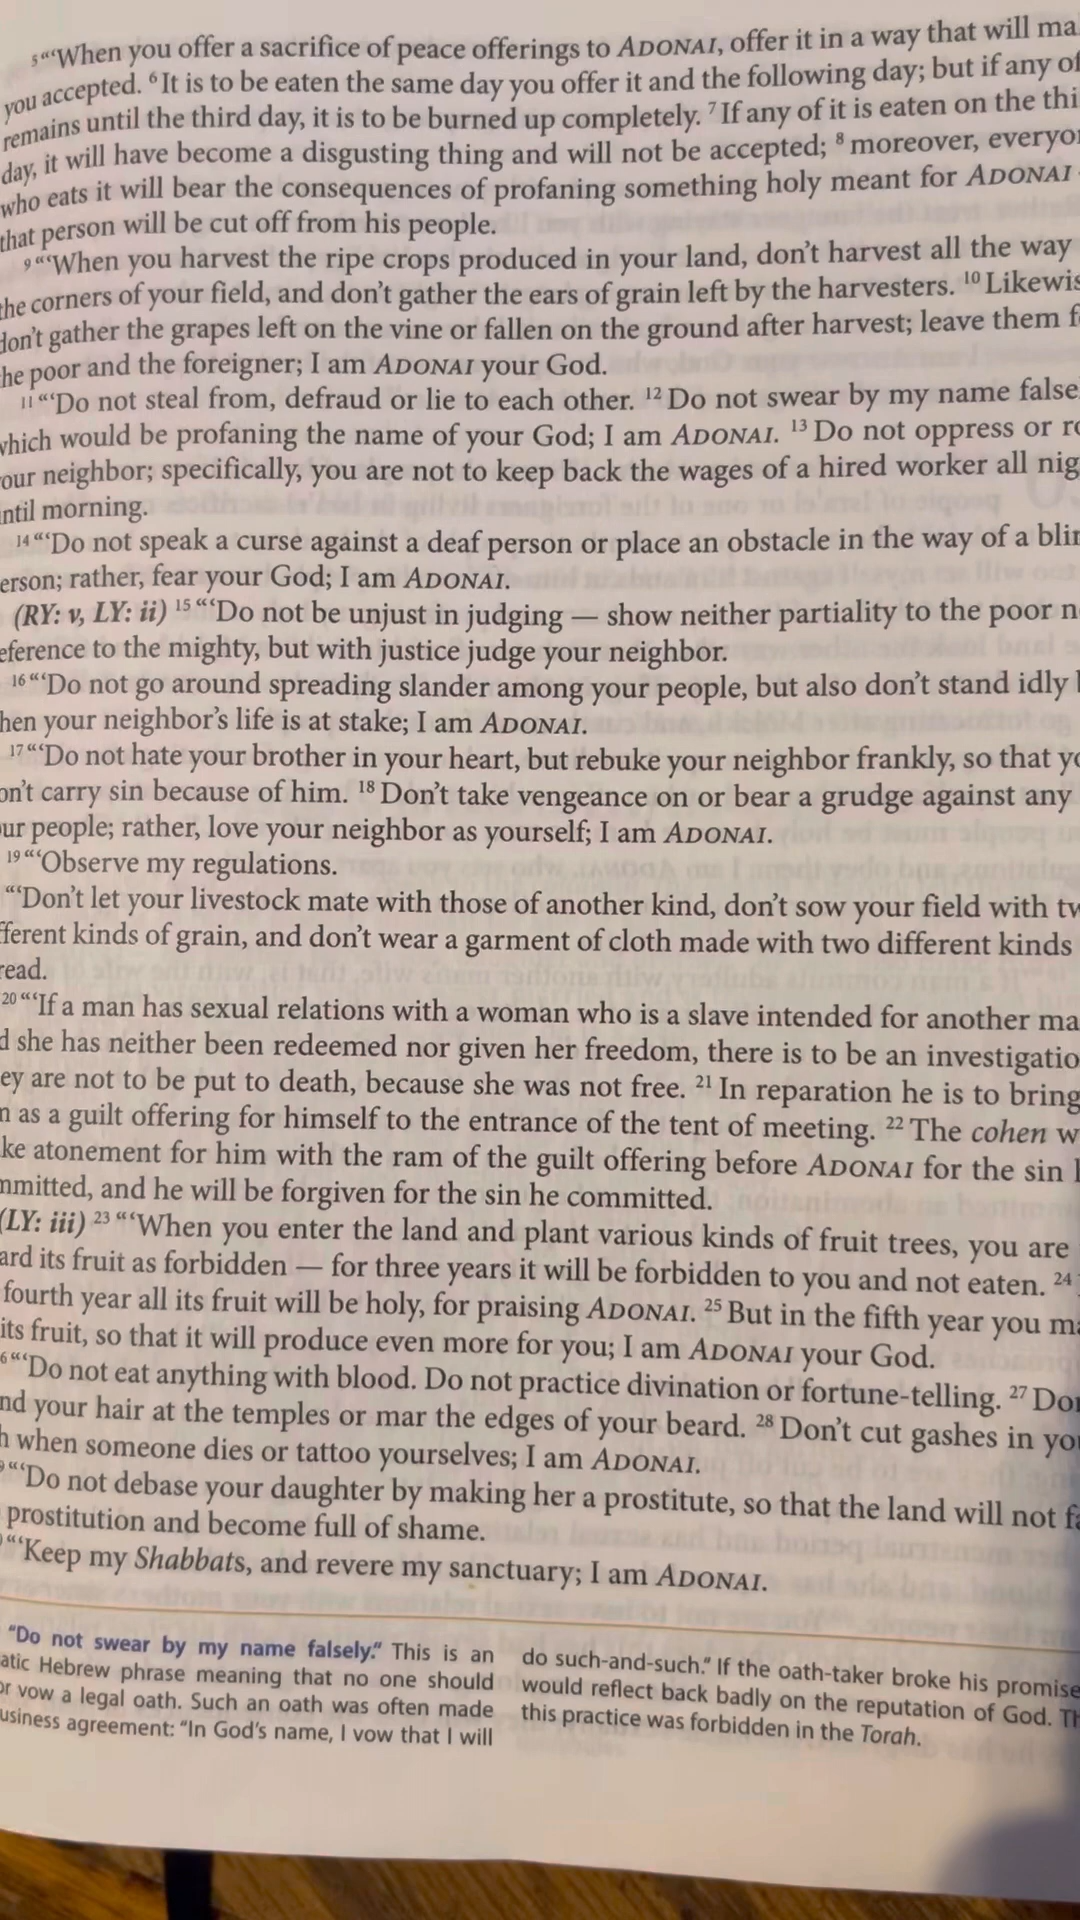 5"'When you offer a sacrifice of peace offerings to ADONAI, offer it in a way that will ma
you accepted. 6 It is to be eaten the same day you offer it and the following day; but if any of
remains until the third day, it is to be burned up completely. 7 If any of it is eaten on the thi
day, it will have become a disgusting thing and will not be accepted; 8 moreover, everyo
who eats it will bear the consequences of profaning something holy meant for ADONAI
that person will be cut off from his people.
9"'When you harvest the ripe crops produced in your land, don't harvest all the way
the corners of your field, and don't gather the ears of grain left by the harvesters. 10 Likewis
don't gather the grapes left on the vine or fallen on the ground after harvest; leave them f
he poor and the foreigner; I am ADONAI your God.
11"'Do not steal from, defraud or lie to each other. 12 Do not swear by my name false
which would be profaning the name of your God; I am ADONAI. 13 Do not oppress or ro
our neighbor; specifically, you are not to keep back the wages of a hired worker all nig
ntil morning.
14"'Do not speak a curse against a deaf person or place an obstacle in the way of a blin
erson; rather, fear your God; I am ADONAI.
(RY: v, LY: ii) 15"'Do not be unjust in judging — show neither partiality to the poor n
eference to the mighty, but with justice judge your neighbor.
16"'Do not go around spreading slander among your people, but also don't stand idly b
hen your neighbor's life is at stake; I am ADONAI.
17"'Do not hate your brother in your heart, but rebuke your neighbor frankly, so that yo
on't carry sin because of him. 18 Don't take vengeance on or bear a grudge against any
ur people; rather, love your neighbor as yourself; I am ADONAI.
19"'Observe my regulations.
"'Don't let your livestock mate with those of another kind, don't sow your field with tw
fferent kinds of grain, and don't wear a garment of cloth made with two different kinds
read.
20"'If a man has sexual relations with a woman who is a slave intended for another ma
d she has neither been redeemed nor given her freedom, there is to be an investigatio
ey are not to be put to death, because she was not free. 21 In reparation he is to bring
n as a guilt offering for himself to the entrance of the tent of meeting. 22 The cohen w
ke atonement for him with the ram of the guilt offering before ADONAI for the sin h
mmitted, and he will be forgiven for the sin he committed.
(LY: iii) 23"'When you enter the land and plant various kinds of fruit trees, you are
ard its fruit as forbidden — for three years it will be forbidden to you and not eaten. 24
fourth year all its fruit will be holy, for praising ADONAI. 25 But in the fifth year you ma
its fruit, so that it will produce even more for you; I am ADONAI your God.
6"'Do not eat anything with blood. Do not practice divination or fortune-telling. 27 Don
nd your hair at the temples or mar the edges of your beard. 28 Don't cut gashes in you
h when someone dies or tattoo yourselves; I am ADONAI.
9"'Do not debase your daughter by making her a prostitute, so that the land will not fa
prostitution and become full of shame.
"'Keep my Shabbats, and revere my sanctuary; I am ADONAI.
"Do not swear by my name falsely." This is an
atic Hebrew phrase meaning that no one should
or vow a legal oath. Such an oath was often made
usiness agreement: "In God's name, I vow that I will
do such-and-such." If the oath-taker broke his promise
would reflect back badly on the reputation of God. Th
this practice was forbidden in the Torah.